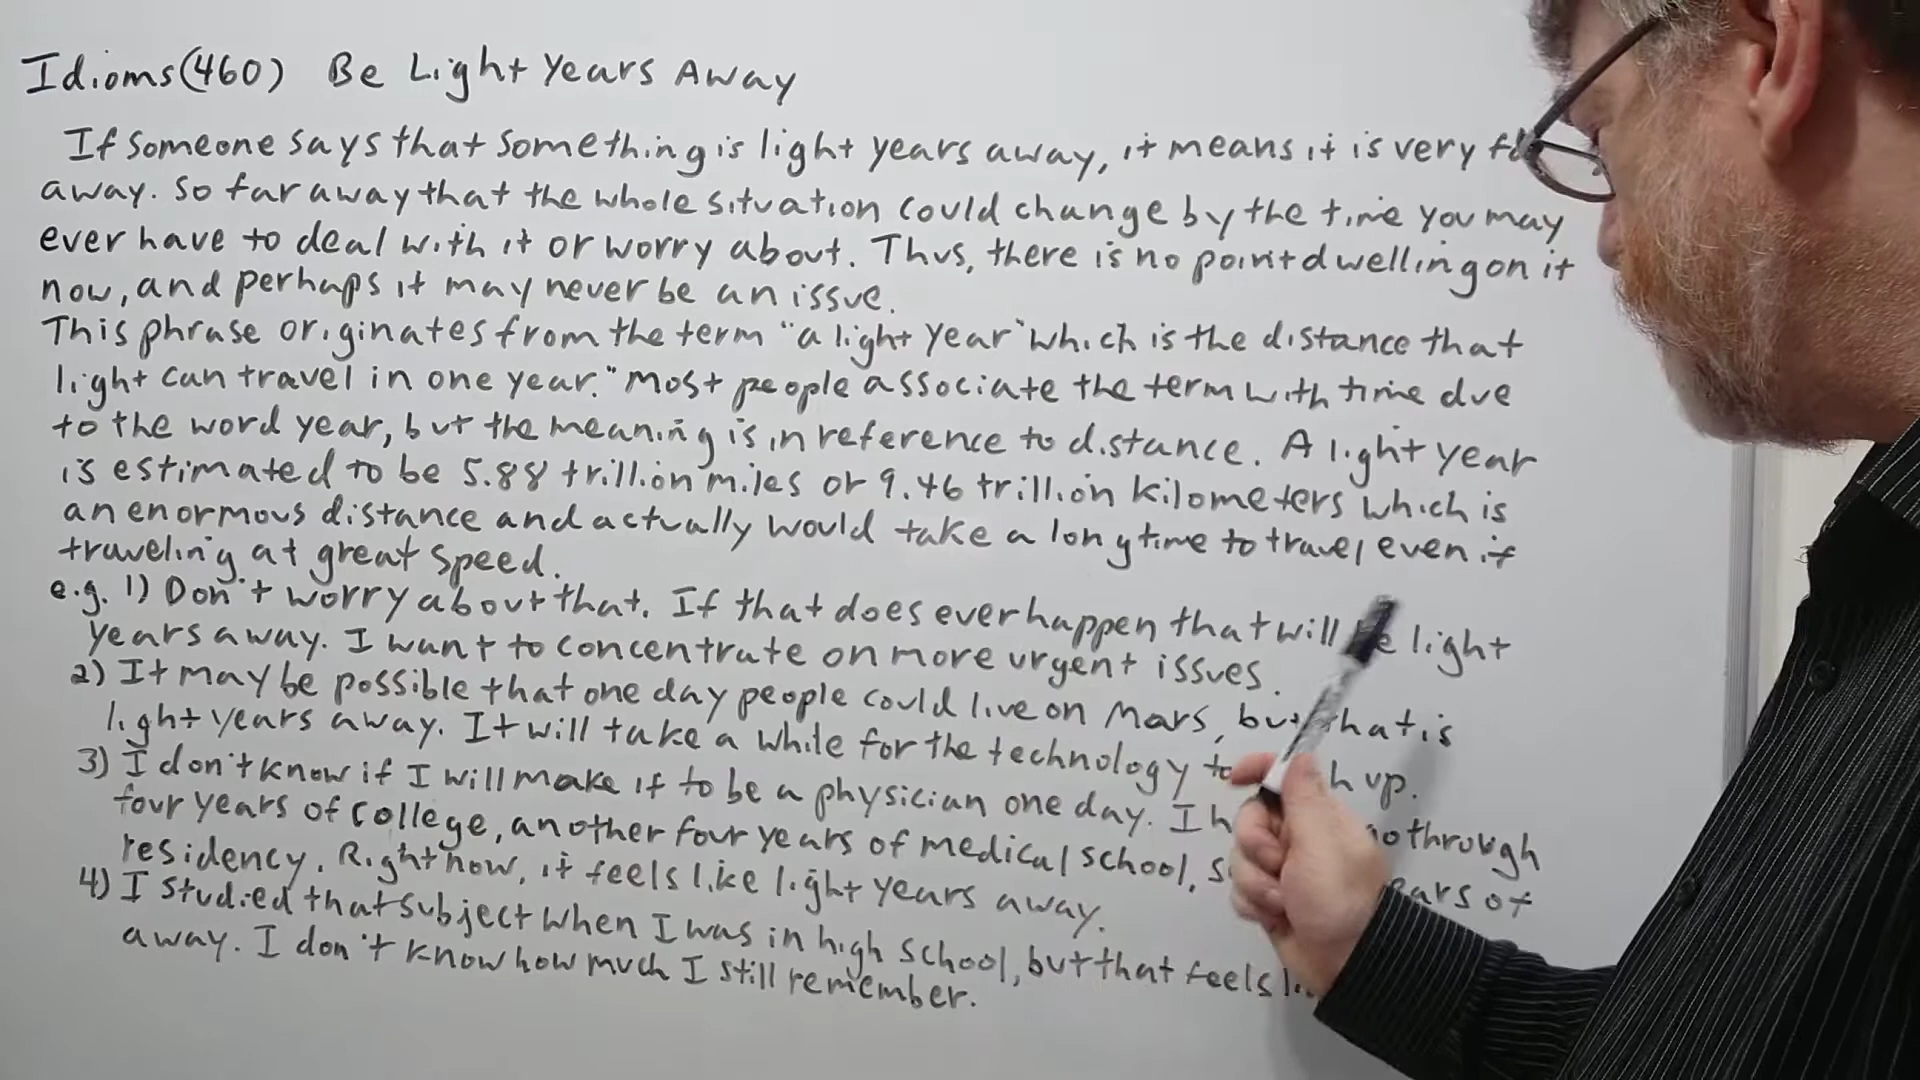 Idioms(460) Be Light Years Away
If someone says that something is light years away, it means it is very
away. So far away that the whole situation could change by the time you may
ever have to deal with it or worry about. Thus, there is no point dwelling on it
now, and perhaps it may never be an issue.
This phrase originates from the term "a light year" which is the distance that
light can travel in one year." Most people associate the term with time due
to the word year, but the meaning is in reference to distance. A light year
is estimated to be 5.88 trillion miles or 9.46 trillion kilometers which is
an enormous distance and actually would take a long time to travel even if
traveling at great speed.
e.g. 1) Don't worry about that. If that does ever happen that will be light
years away. I want to concentrate on more urgent issues.
2) It may be possible that one day people could live on Mars, but that is
light years away. It will take a while for the technology to up.
3) I don't know if I will make it to be a physician one day. I go through
four years of college, another four years of medical school, years of
residency. Right now, it feels like light years away.
4) I studied that subject when I was in high school, but that feels
away. I don't know how much I still remember.